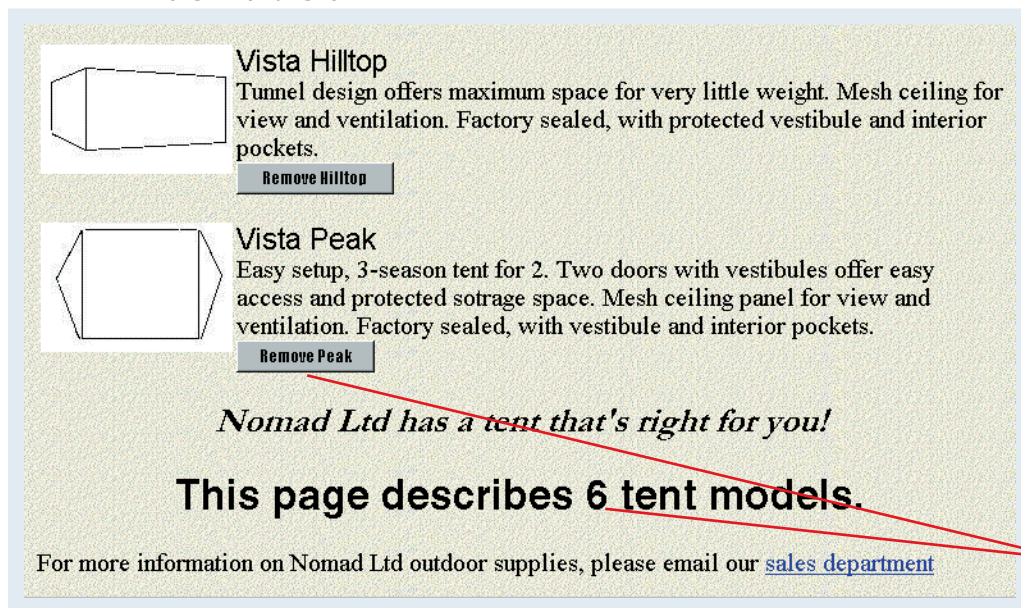 Vista Hilltop
Tunnel design offers maximum space for very little weight. Mesh ceiling for
view and ventilation. Factory sealed, with protected vestibule and interior
pockets.
Remove Hilltop
Vista Peak
Easy setup, 3-season tent for 2. Two doors with vestibules offer easy
access and protected sotrage space. Mesh ceiling panel for view and
ventilation. Factory sealed, with vestibule and interior pockets.
Remove Peak
Nomad Ltd has a tent that's right for you!
This page describes 6 tent models.
For more information on Nomad Ltd outdoor supplies, please email our sales department